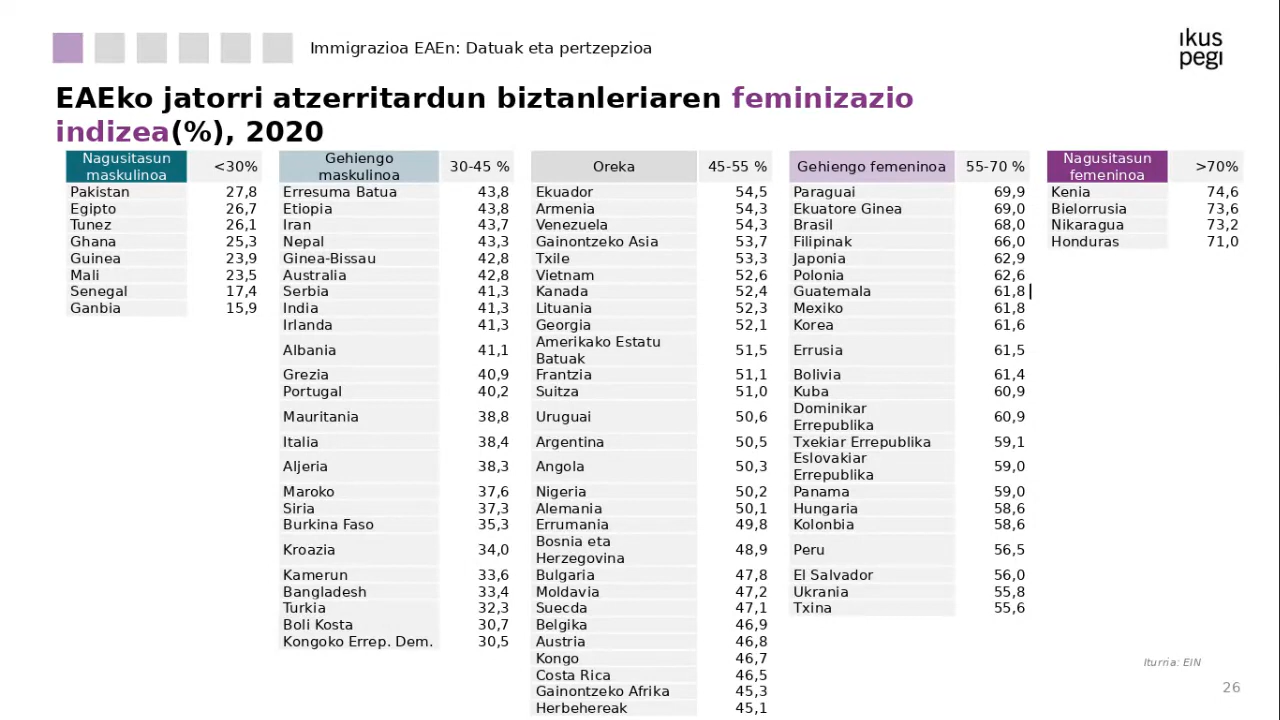 Immigrazioa EAEn: Datuak eta pertzepzioa
ıkus
pegi
EAEko jatorri atzerritardun biztanleriaren feminizazio
indizea(%), 2020
Nagusitasun
maskulinoa
<30%
Pakistan 27,8
Egipto 26,7
Tunez 26,1
Ghana 25,3
Guinea 23,9
Mali 23,5
Senegal 17,4
Ganbia 15,9
Gehiengo
maskulinoa
30-45 %
Erresuma Batua 43,8
Etiopia 43,8
Iran 43,7
Nepal 43,3
Ginea-Bissau 42,8
Australia 42,8
Serbia 41,3
India 41,3
Irlanda 41,3
Albania 41,1
Grezia 40,9
Portugal 40,2
Mauritania 38,8
Italia 38,4
Aljeria 38,3
Maroko 37,6
Siria 37,3
Burkina Faso 35,3
Kroazia 34,0
Kamerun 33,6
Bangladesh 33,4
Turkia 32,3
Boli Kosta 30,7
Kongoko Errep. Dem. 30,5
Oreka 45-55 %
Ekuador 54,5
Armenia 54,3
Venezuela 54,3
Gainontzeko Asia 53,7
Txile 53,3
Vietnam 52,6
Kanada 52,4
Lituania 52,3
Georgia 52,1
Amerikako Estatu
Batuak 51,5
Frantzia 51,1
Suitza 51,0
Uruguai 50,6
Argentina 50,5
Angola 50,3
Nigeria 50,2
Alemania 50,1
Errumania 49,8
Bosnia eta
Herzegovina 48,9
Bulgaria 47,8
Moldavia 47,2
Suecda 47,1
Belgika 46,9
Austria 46,8
Kongo 46,7
Costa Rica 46,5
Gainontzeko Afrika 45,3
Herbehereak 45,1
Gehiengo femeninoa 55-70 %
Paraguai 69,9
Ekuatore Ginea 69,0
Brasil 68,0
Filipinak 66,0
Japonia 62,9
Polonia 62,6
Guatemala 61,8
Mexiko 61,8
Korea 61,6
Errusia 61,5
Bolivia 61,4
Kuba 60,9
Dominikar
Errepublika 60,9
Txekiar Errepublika 59,1
Eslovakiar
Errepublika 59,0
Panama 59,0
Hungaria 58,6
Kolonbia 58,6
Peru 56,5
El Salvador 56,0
Ukrania 55,8
Txina 55,6
Nagusitasun
femeninoa
>70%
Kenia 74,6
Bielorrusia 73,6
Nikaragua 73,2
Honduras 71,0
Iturria: EIN
26